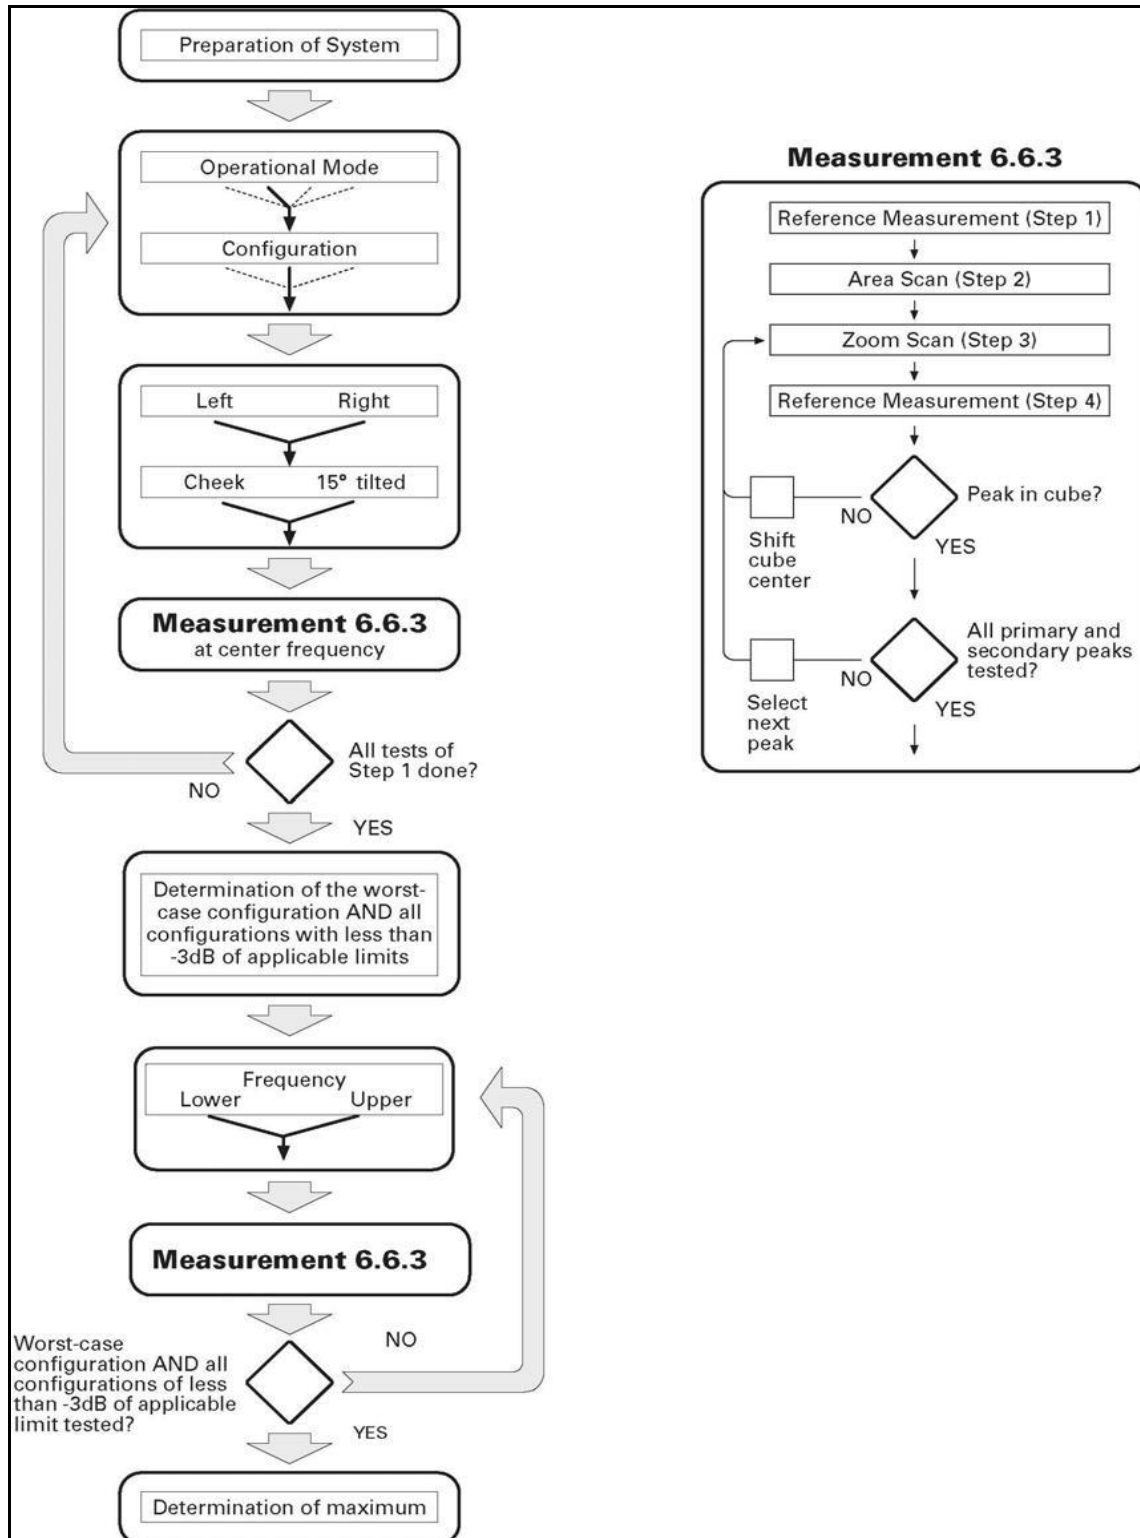 Preparation of System
Operational Mode
Configuration
Left Right
Cheek 15° tilted
Measurement 6.6.3
at center frequency
All tests of
Step 1 done?
NO
YES
Determination of the worst-
case configuration AND all
configurations with less than
-3dB of applicable limits
Frequency
Lower Upper
Measurement 6.6.3
Worst-case
configuration AND all
configurations of less
than -3dB of applicable
limit tested?
NO
YES
Determination of maximum
Measurement 6.6.3
Reference Measurement (Step 1)
Area Scan (Step 2)
Zoom Scan (Step 3)
Reference Measurement (Step 4)
Peak in cube?
NO
Shift
cube
center
YES
All primary and
secondary peaks
tested?
NO
Select
next
peak
YES